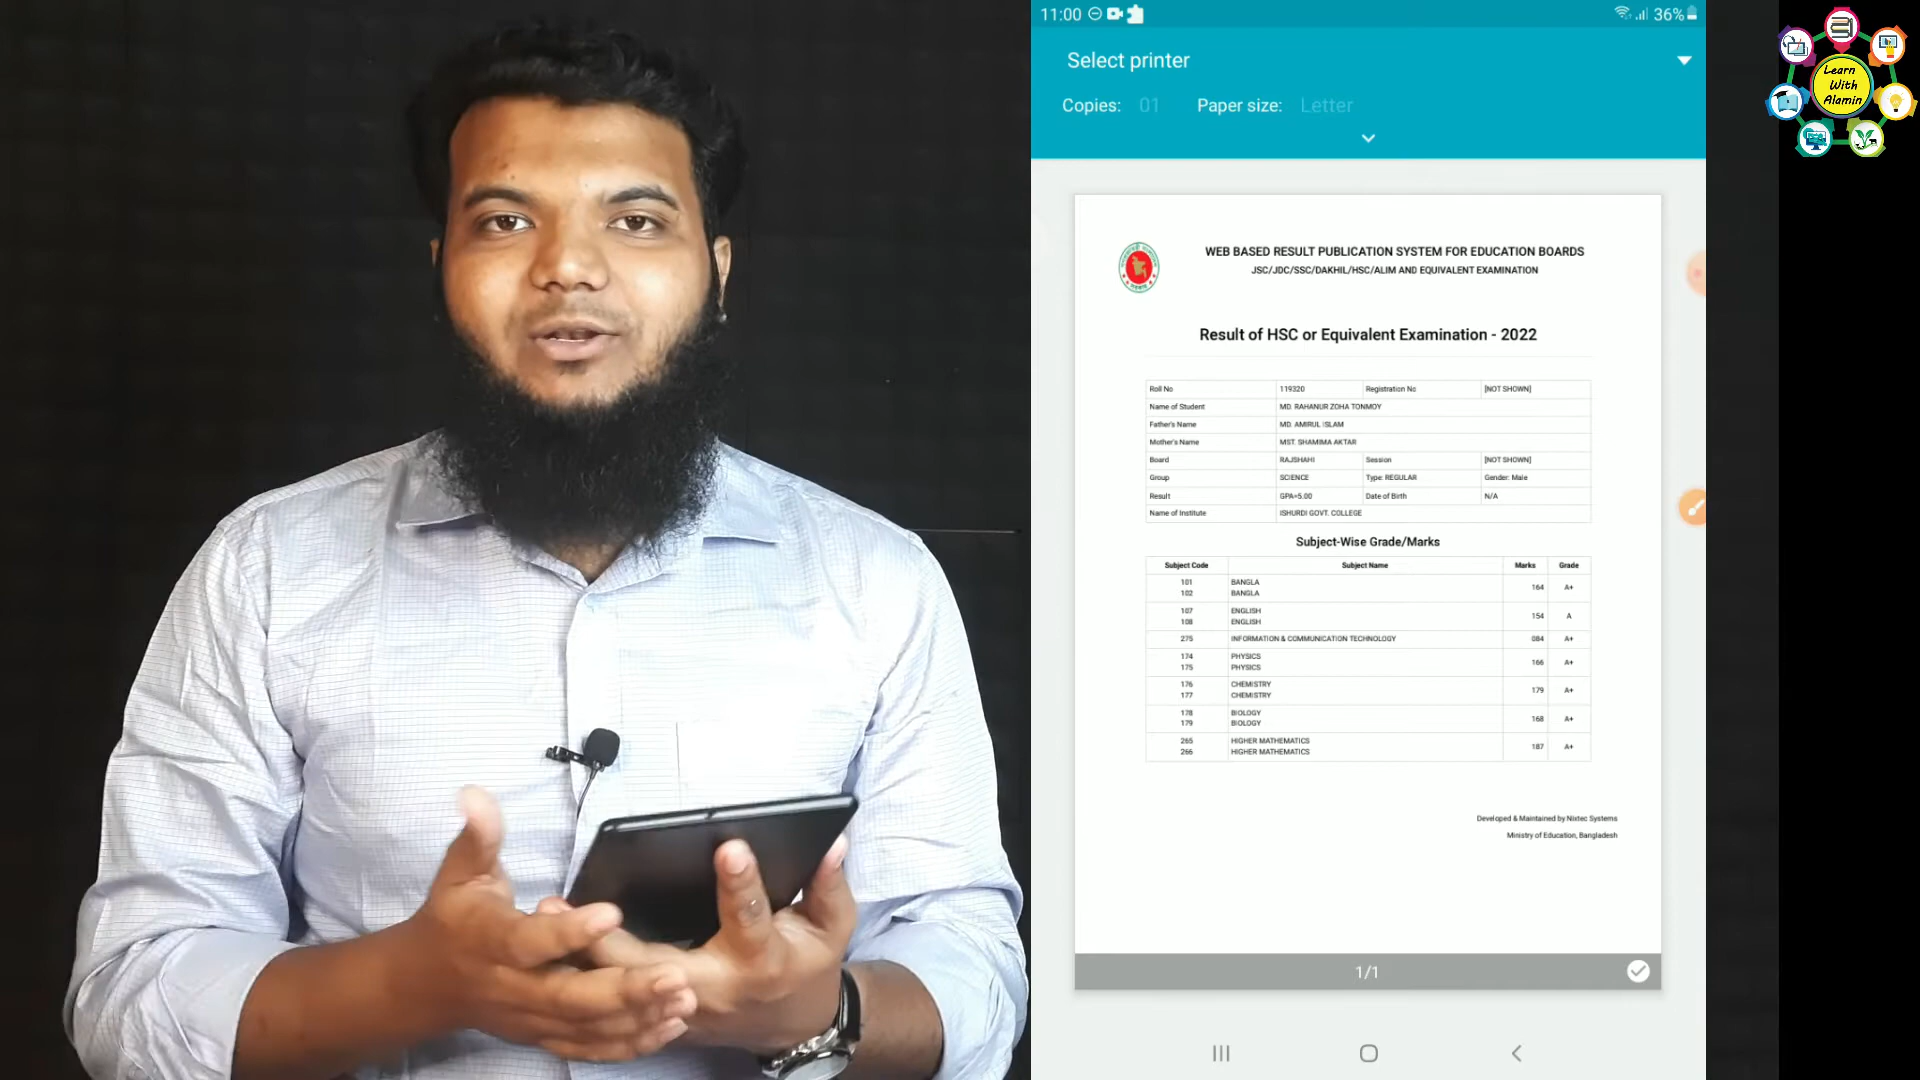 11:00
36%
Select printer
Copies: 01 Paper size: Letter
Learn
With
Alamin
WEB BASED RESULT PUBLICATION SYSTEM FOR EDUCATION BOARDS
JSC/JDC/SSC/DAKHIL/HSC/ALIM AND EQUIVALENT EXAMINATION
Result of HSC or Equivalent Examination - 2022
Roll No 119320 Registration No [NOT SHOWN]
Name of Student MD. RAHANUR ZOHA TONMOY
Father's Name MD. AMIRUL ISLAM
Mother's Name MST. SHAMIMA AKTAR
Board RAJSHAHI Session [NOT SHOWN]
Group SCIENCE Type: REGULAR Gender: Male
Result GPA=5.00 Date of Birth N/A
Name of Institute ISHURDI GOVT. COLLEGE
Subject-Wise Grade/Marks
Subject Code Subject Name Marks Grade
101 BANGLA
102 BANGLA
164 A+
107 ENGLISH
108 ENGLISH
154 A
275 INFORMATION & COMMUNICATION TECHNOLOGY 084 A+
174 PHYSICS
175 PHYSICS
166 A+
176 CHEMISTRY
177 CHEMISTRY
179 A+
178 BIOLOGY
179 BIOLOGY
168 A+
265 HIGHER MATHEMATICS
266 HIGHER MATHEMATICS
187 A+
Developed & Maintained by Nixtec Systems
Ministry of Education, Bangladesh
1/1